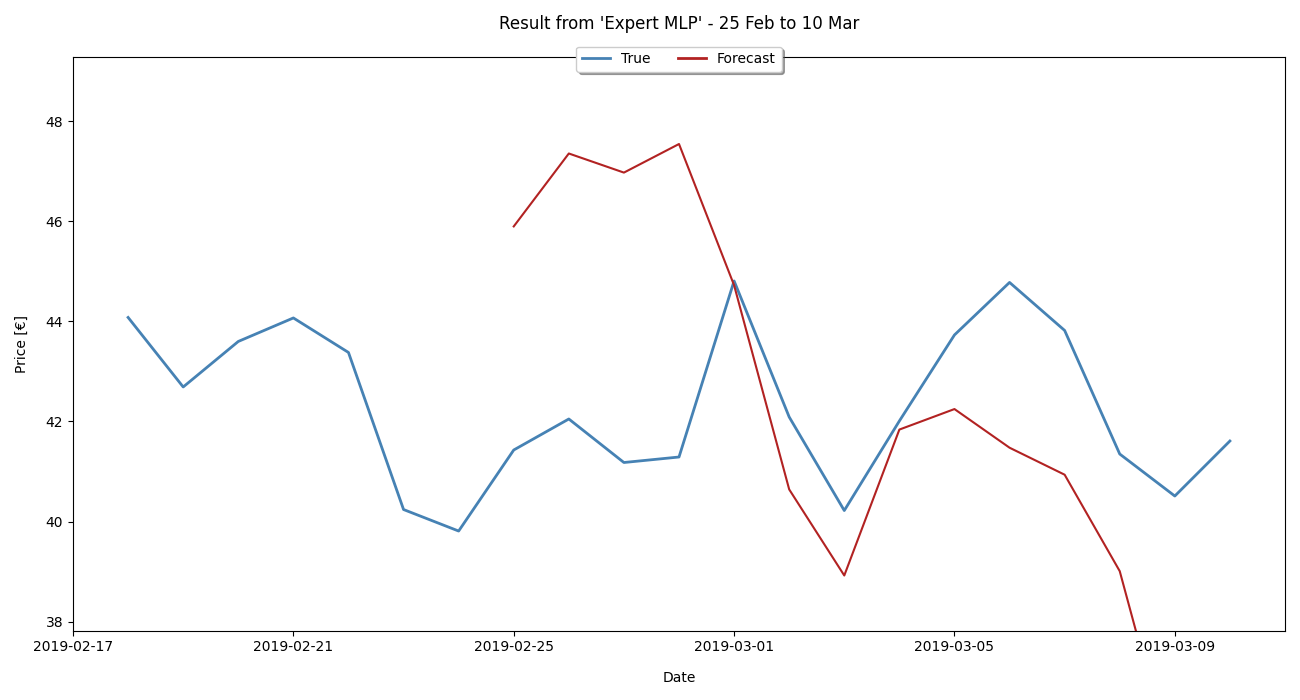 Result from 'Expert MLP' - 25 Feb to 10 Mar
True Forecast
48
46
44
42
40
38
Price [€]
2019-02-17 2019-02-21 2019-02-25 2019-03-01 2019-03-05 2019-03-09
Date